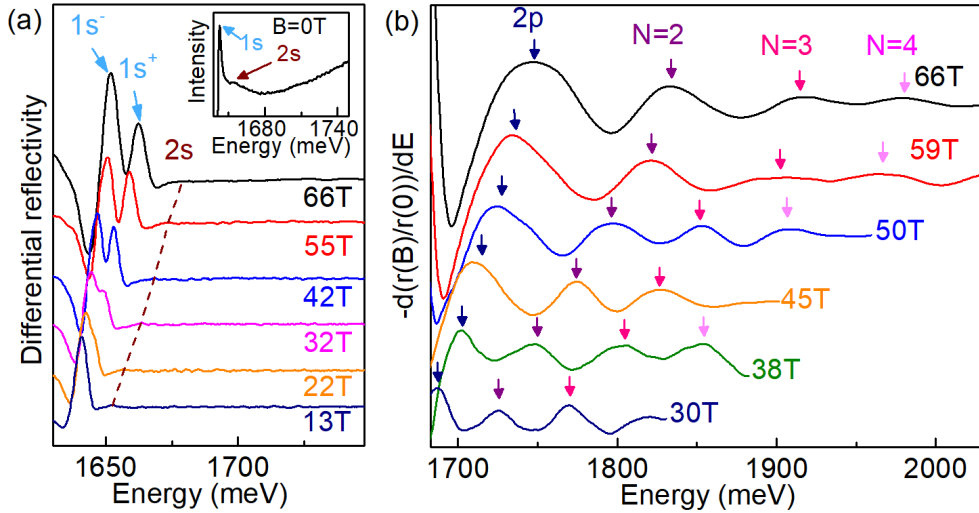 (a)
1s⁻
1s⁺
2s
66T
55T
42T
32T
22T
13T
Differential reflectivity
1650
1700
Energy (meV)
B=0T
1s
2s
Intensity
1680
1740
Energy (meV)
(b)
2p
N=2
N=3
N=4
66T
59T
50T
45T
38T
30T
-d(r(B)/r(0))/dE
1700
1800
1900
2000
Energy (meV)